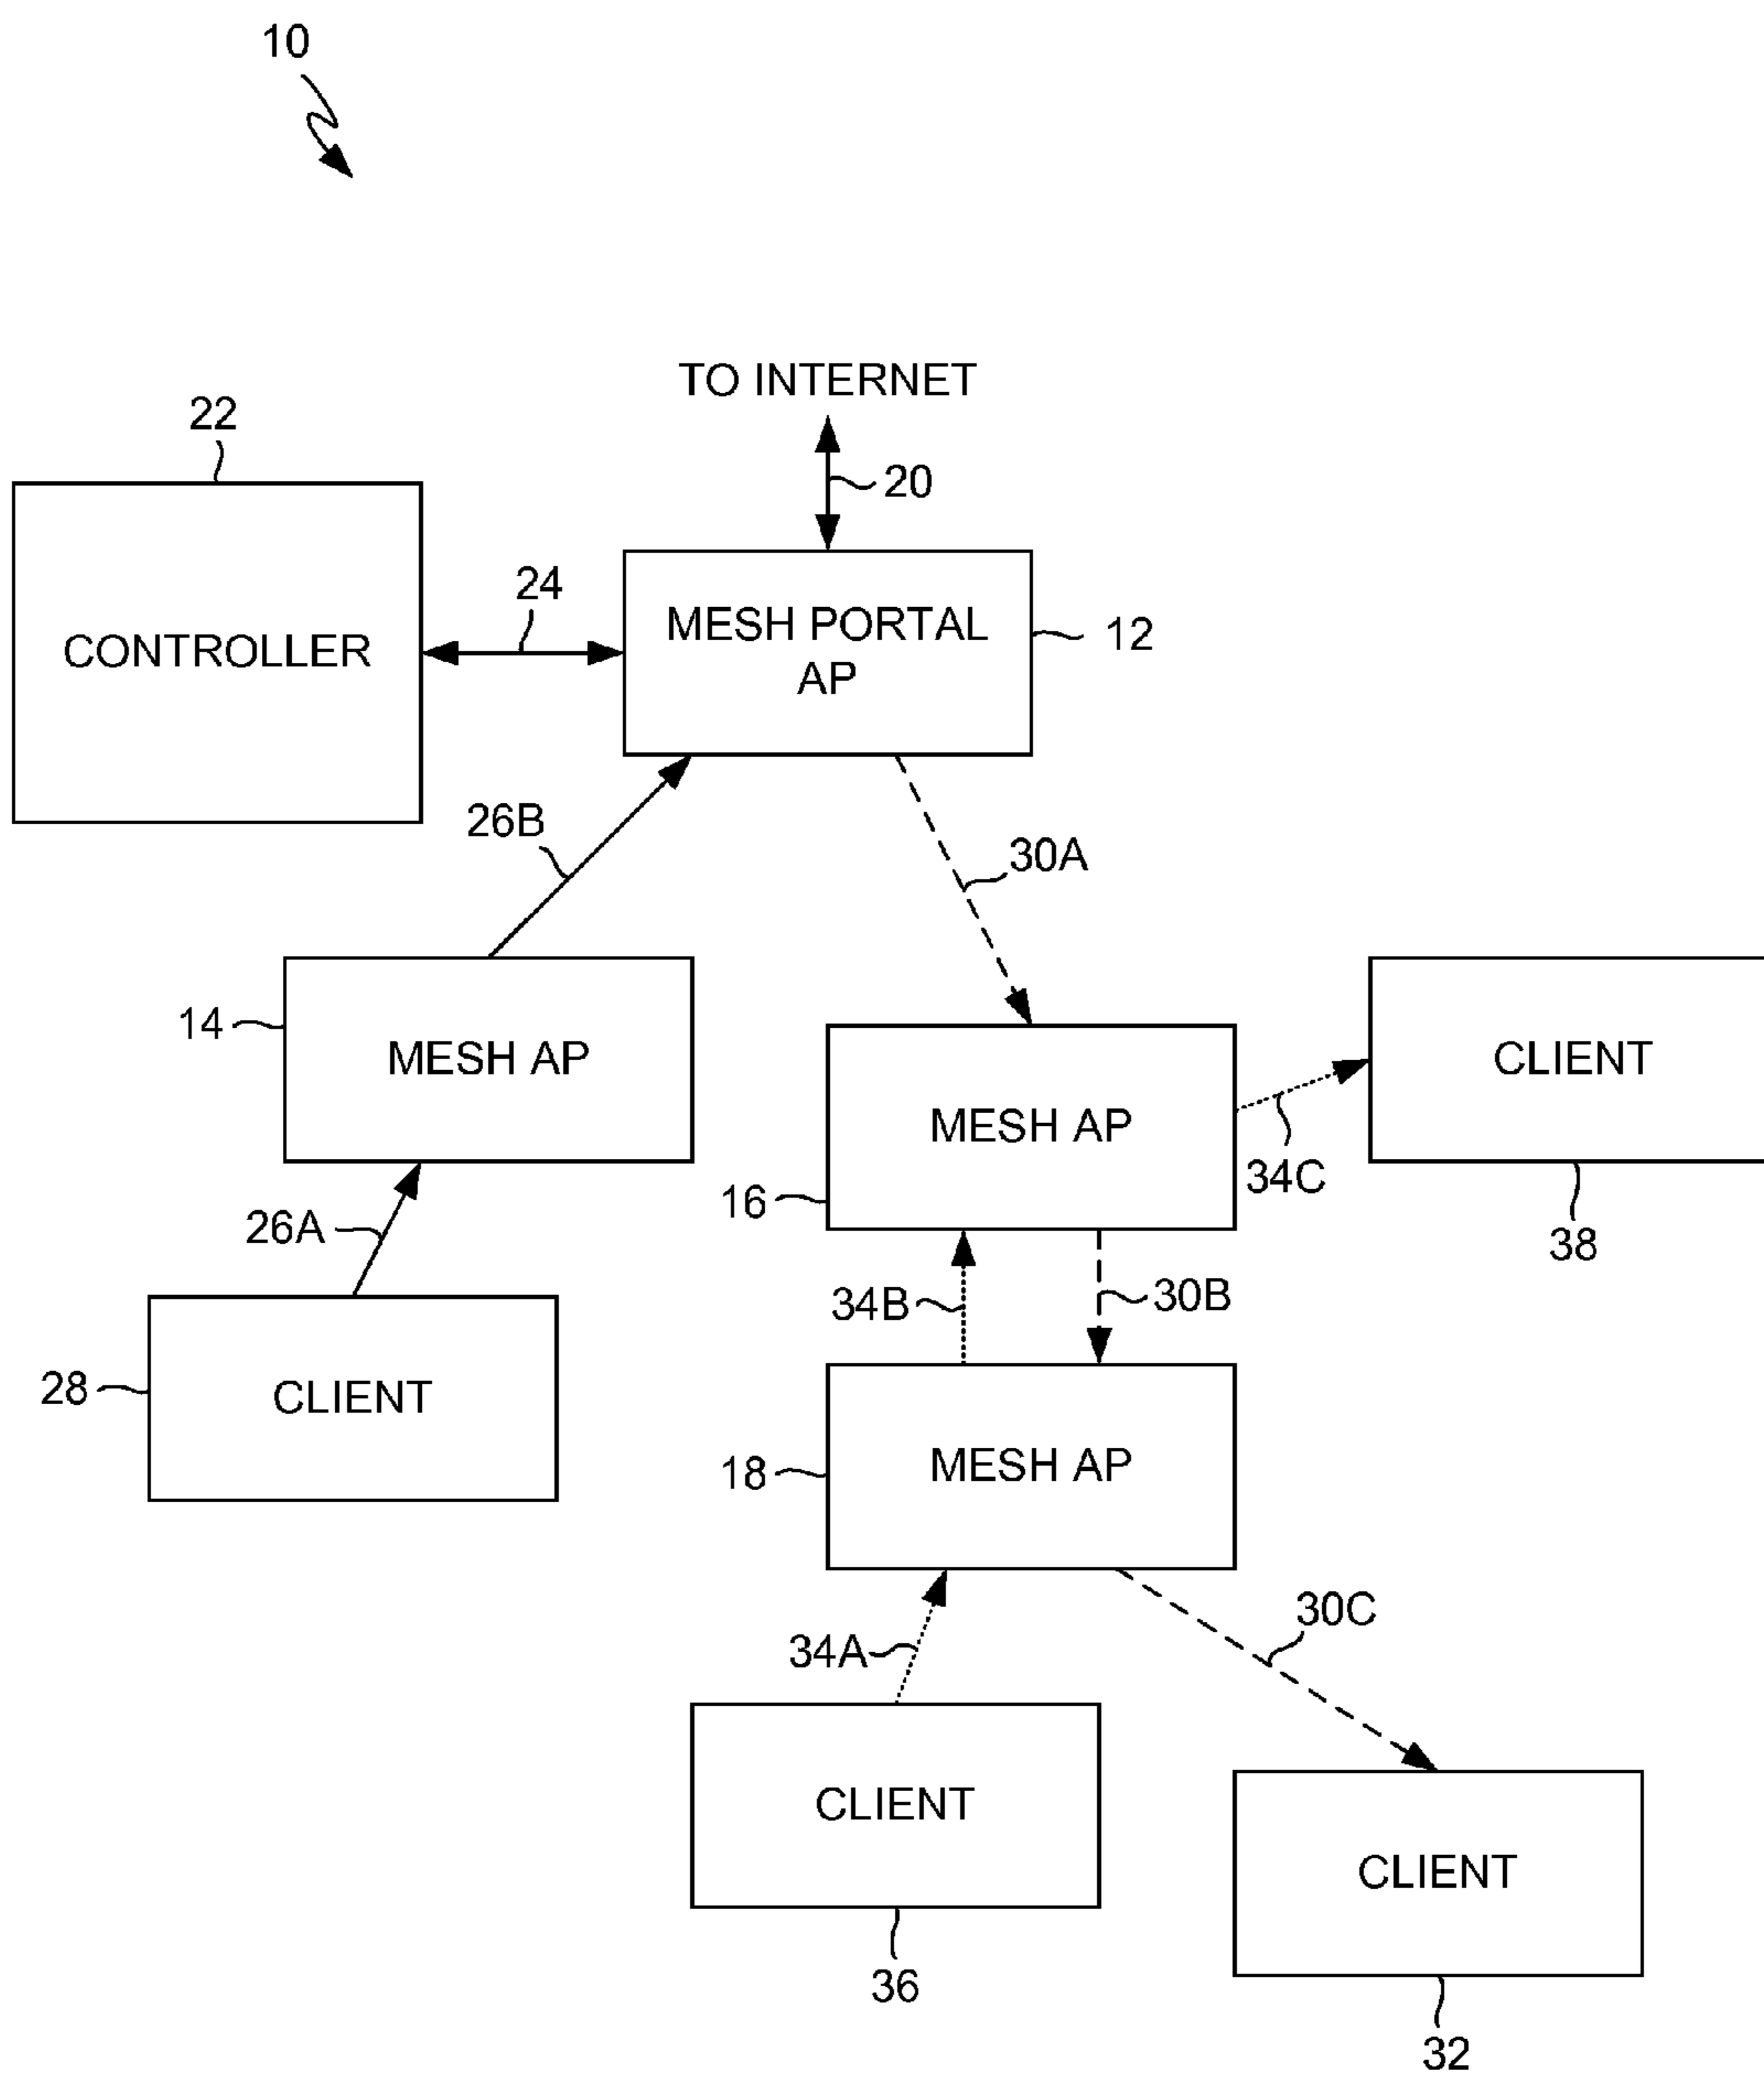 10
TO INTERNET
22
20
24
CONTROLLER
MESH PORTAL
AP
12
26B
30A
14
MESH AP
CLIENT
MESH AP
16
34C
38
26A
34B
30B
28
CLIENT
18
MESH AP
30C
34A
CLIENT
CLIENT
36
32